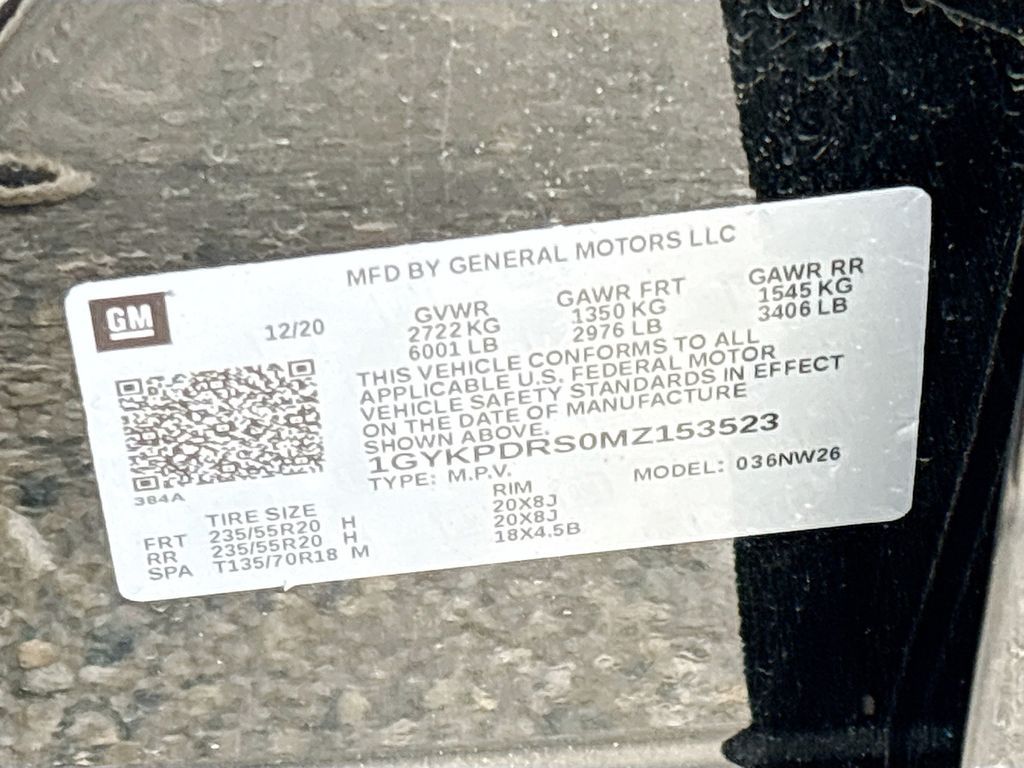 MFD BY GENERAL MOTORS LLC
GM
12/20
GVWR
2722 KG
6001 LB
GAWR FRT
1350 KG
2976 LB
GAWR RR
1545 KG
3406 LB
THIS VEHICLE CONFORMS TO ALL
APPLICABLE U.S. FEDERAL MOTOR
VEHICLE SAFETY STANDARDS IN EFFECT
ON THE DATE OF MANUFACTURE
SHOWN ABOVE.
1GYKPDRS0MZ153523
TYPE: M.P.V. MODEL: 036NW26
384A
TIRE SIZE RIM
FRT 235/55R20 H 20X8J
RR 235/55R20 H 20X8J
SPA T135/70R18 M 18X4.5B